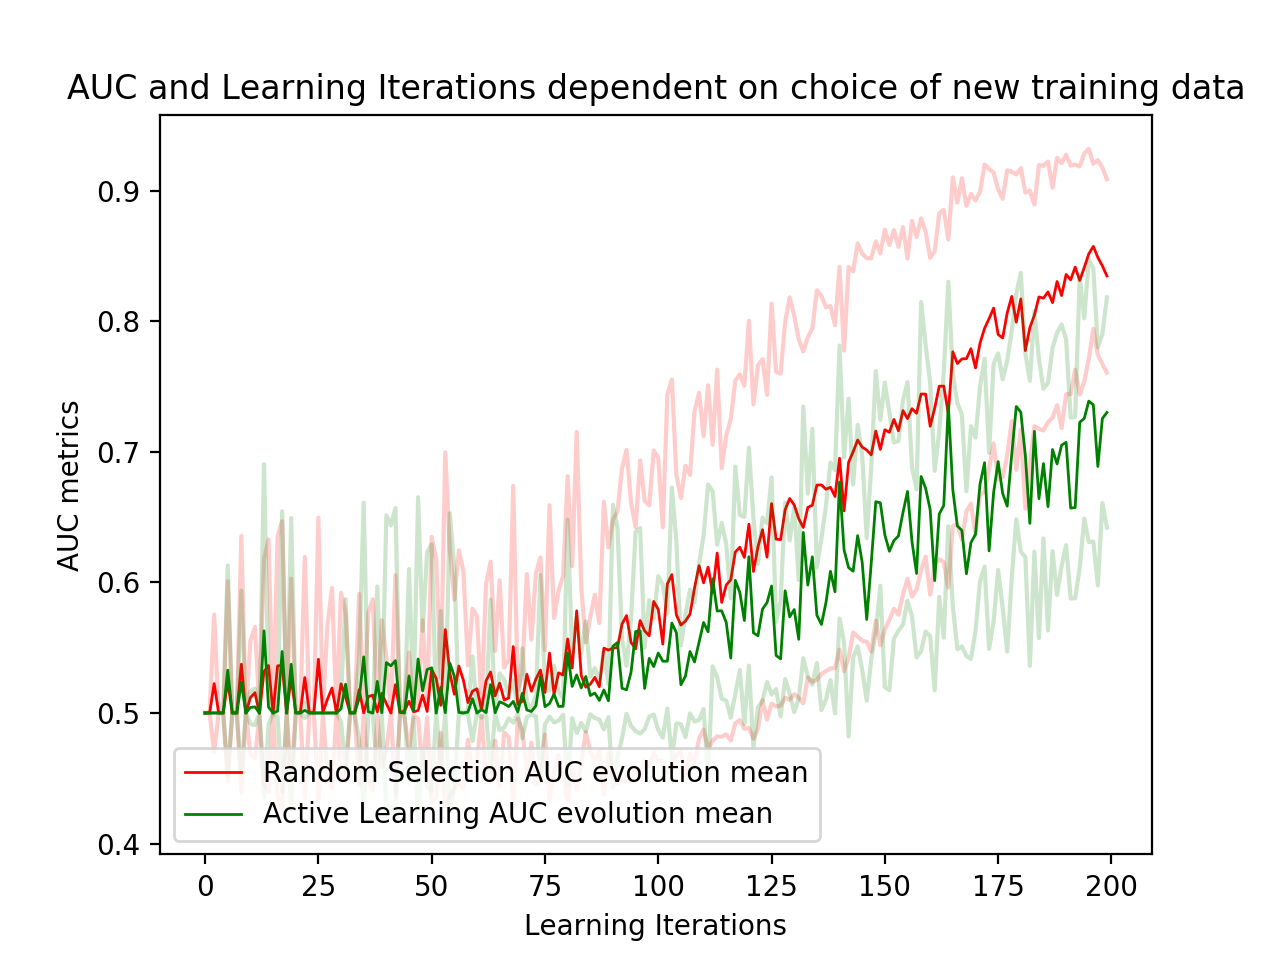 AUC and Learning Iterations dependent on choice of new training data
AUC metrics
0.9
0.8
0.7
0.6
0.5
0.4
Random Selection AUC evolution mean
Active Learning AUC evolution mean
0 25 50 75 100 125 150 175 200
Learning Iterations